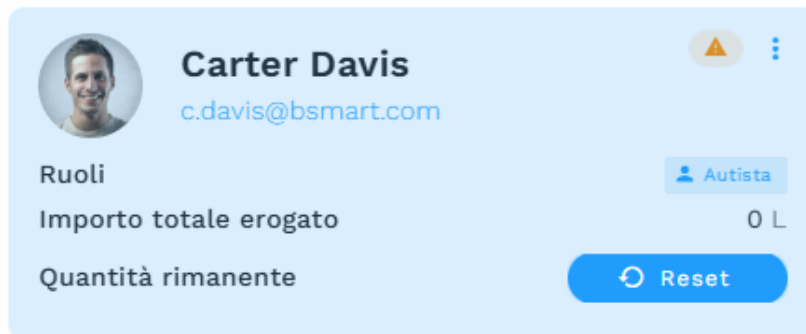 Carter Davis
c.davis@bsmart.com
Ruoli Autista
Importo totale erogato 0 L
Quantità rimanente Reset